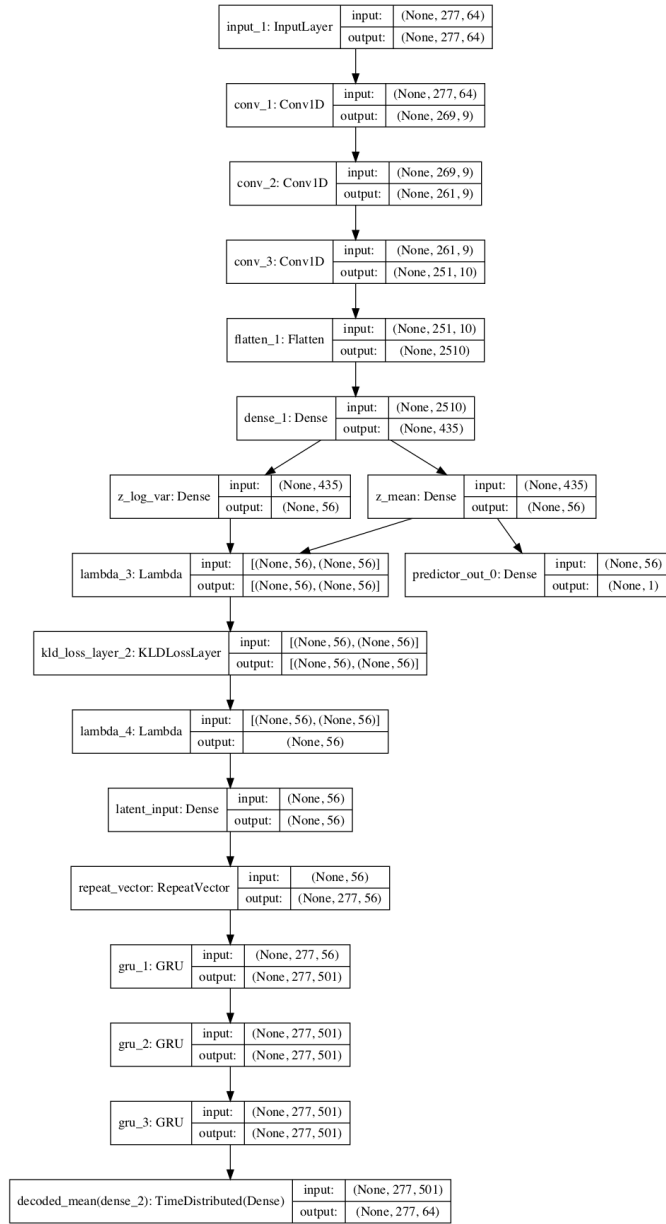 input_1: InputLayer input: (None, 277, 64)
output: (None, 277, 64)
conv_1: Conv1D input: (None, 277, 64)
output: (None, 269, 9)
conv_2: Conv1D input: (None, 269, 9)
output: (None, 261, 9)
conv_3: Conv1D input: (None, 261, 9)
output: (None, 251, 10)
flatten_1: Flatten input: (None, 251, 10)
output: (None, 2510)
dense_1: Dense input: (None, 2510)
output: (None, 435)
z_log_var: Dense input: (None, 435)
output: (None, 56)
z_mean: Dense input: (None, 435)
output: (None, 56)
lambda_3: Lambda input: [(None, 56), (None, 56)]
output: [(None, 56), (None, 56)]
predictor_out_0: Dense input: (None, 56)
output: (None, 1)
kld_loss_layer_2: KLDLossLayer input: [(None, 56), (None, 56)]
output: [(None, 56), (None, 56)]
lambda_4: Lambda input: [(None, 56), (None, 56)]
output: (None, 56)
latent_input: Dense input: (None, 56)
output: (None, 56)
repeat_vector: RepeatVector input: (None, 56)
output: (None, 277, 56)
gru_1: GRU input: (None, 277, 56)
output: (None, 277, 501)
gru_2: GRU input: (None, 277, 501)
output: (None, 277, 501)
gru_3: GRU input: (None, 277, 501)
output: (None, 277, 501)
decoded_mean(dense_2): TimeDistributed(Dense) input: (None, 277, 501)
output: (None, 277, 64)